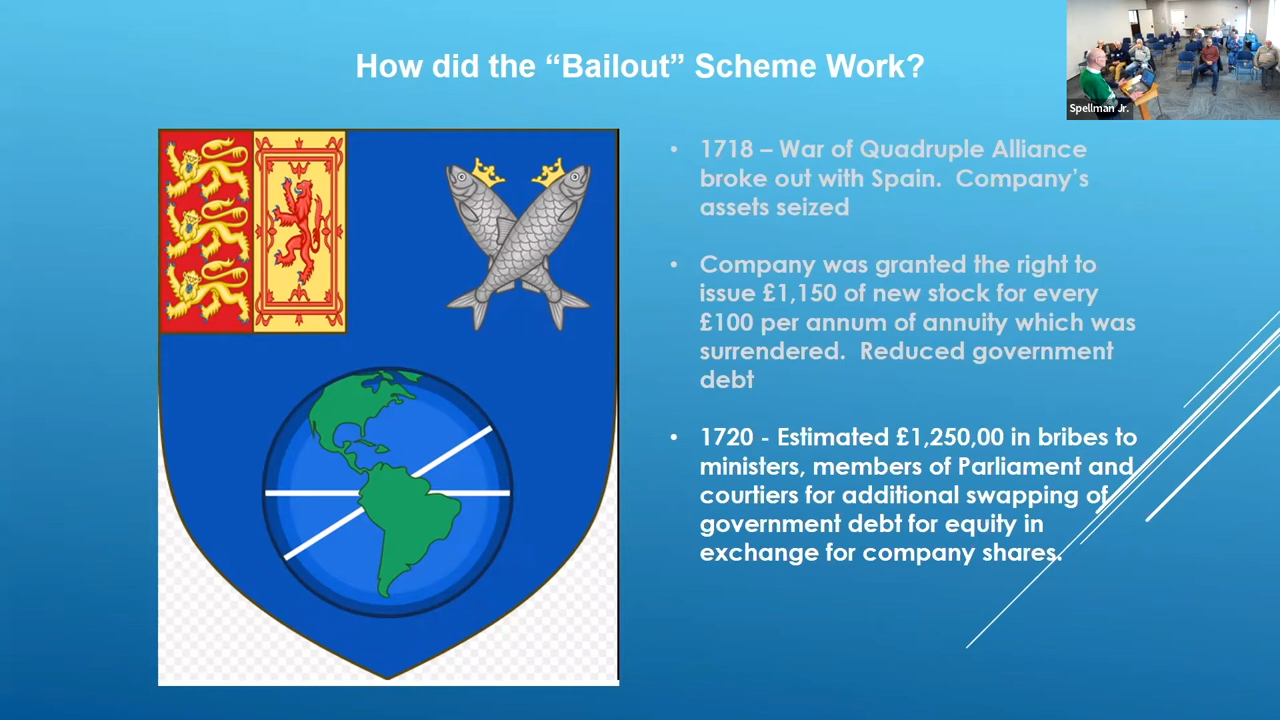 How did the “Bailout” Scheme Work?
Spellman Jr.
• 1718 – War of Quadruple Alliance
broke out with Spain. Company’s
assets seized
• Company was granted the right to
issue £1,150 of new stock for every
£100 per annum of annuity which was
surrendered. Reduced government
debt
• 1720 - Estimated £1,250,00 in bribes to
ministers, members of Parliament and
courtiers for additional swapping of
government debt for equity in
exchange for company shares.